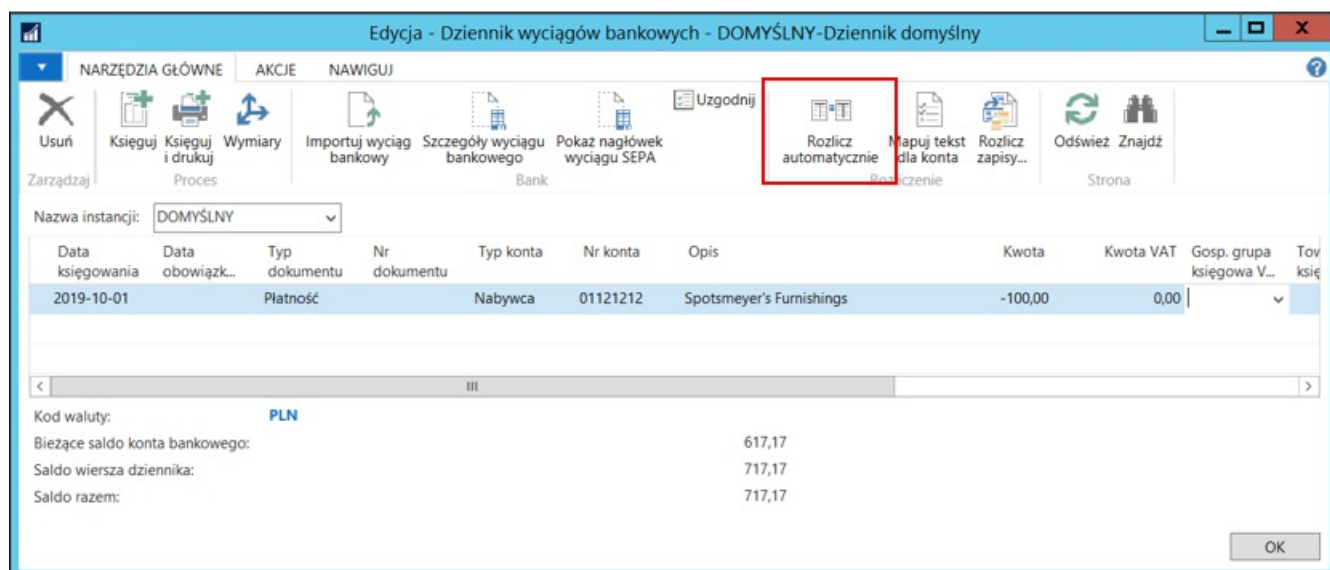 Edycja - Dziennik wyciągów bankowych - DOMYŚLNY-Dziennik domyślny
NARZĘDZIA GŁÓWNE AKCJE NAWIGUJ
Usuń
Księguj
Księguj i drukuj
Wymiary
Importuj wyciąg bankowy
Szczegóły wyciągu bankowego
Pokaż nagłówek wyciągu SEPA
Uzgodnij
Rozlicz automatycznie
Mapuj tekst dla konta
Rozlicz zapisy...
Odśwież
Znajdź
Zarządzaj Proces Bank Rozliczenie Strona
Nazwa instancji: DOMYŚLNY
Data księgowania
Data obowiązk...
Typ dokumentu
Nr dokumentu
Typ konta
Nr konta
Opis
Kwota
Kwota VAT
Gosp. grupa księgowa V...
Tow
księ
2019-10-01 Płatność Nabywca 01121212 Spotsmeyer's Furnishings -100,00 0,00
Kod waluty: PLN
Bieżące saldo konta bankowego: 617,17
Saldo wiersza dziennika: 717,17
Saldo razem: 717,17
OK